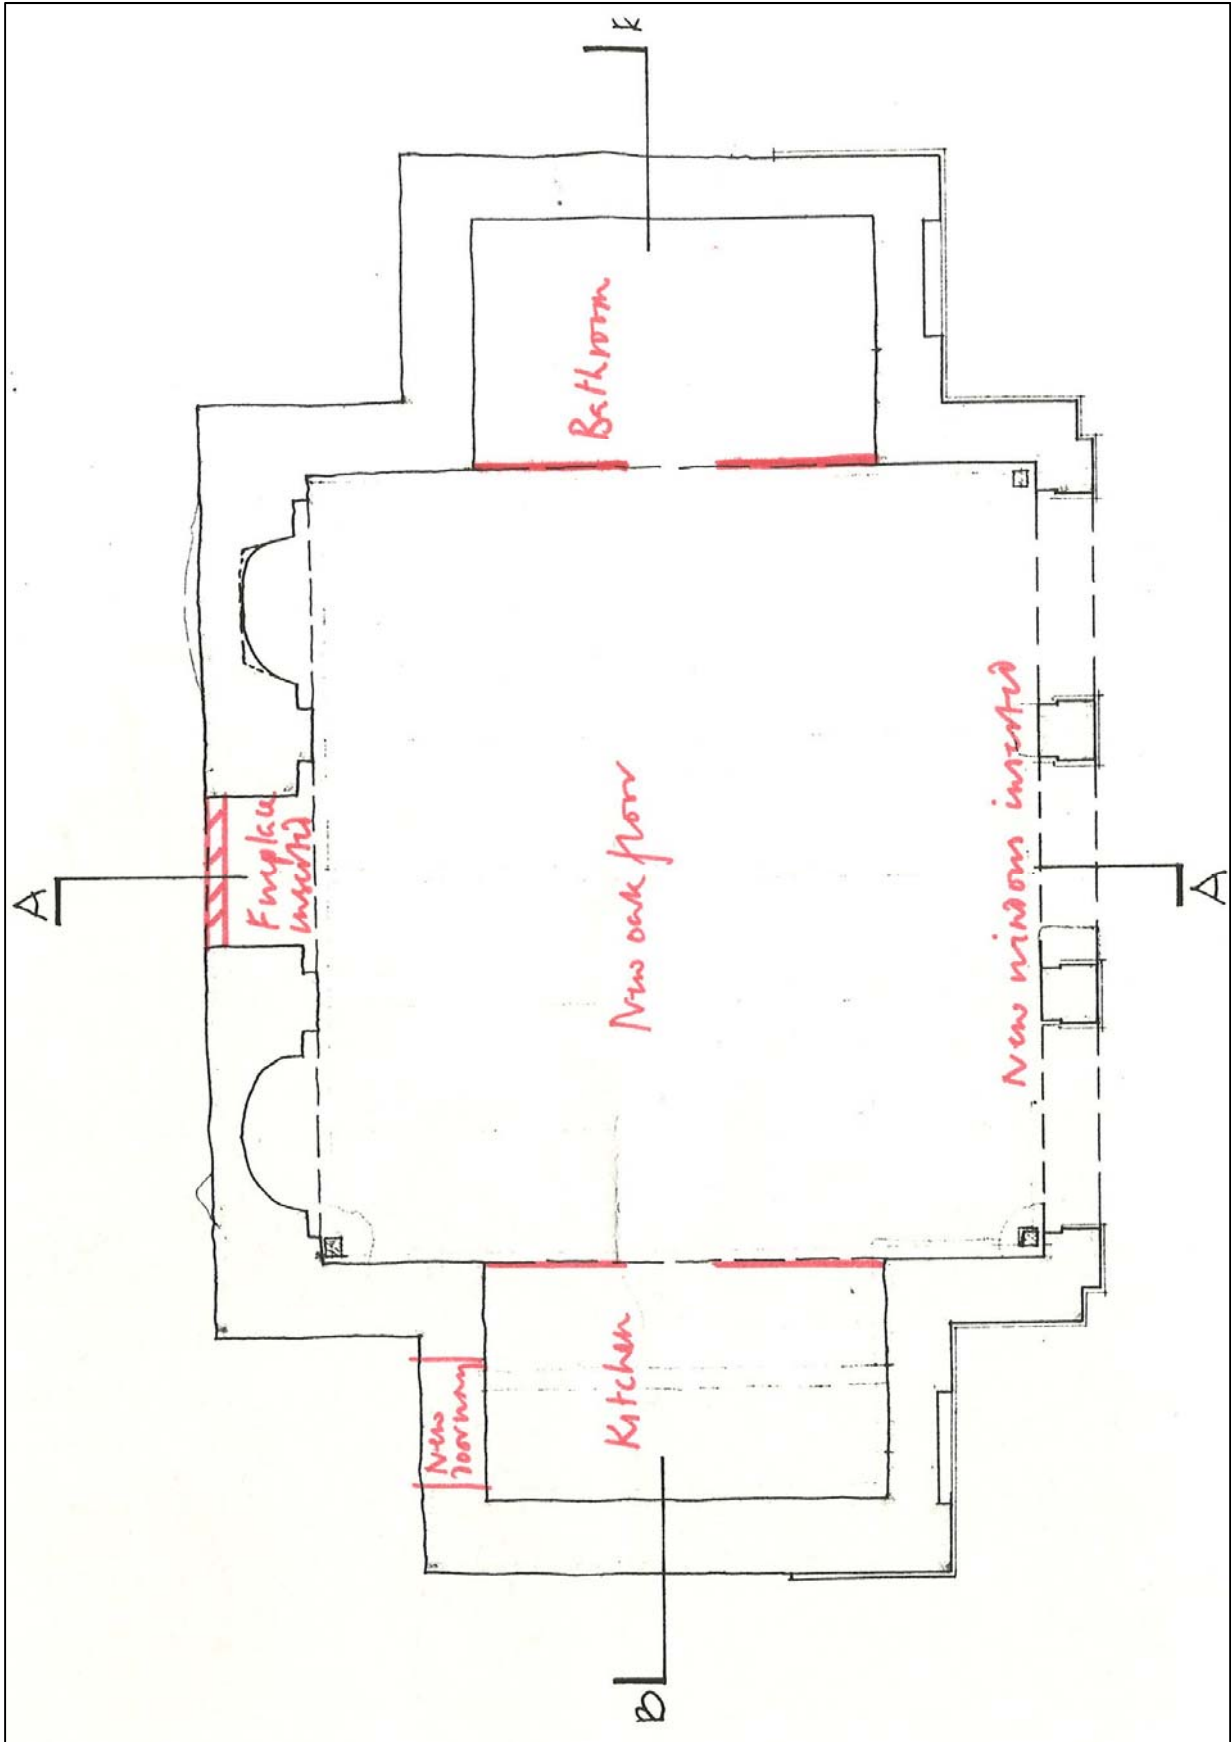 A
Fireplace
inserted
Bathroom
New oak floor
New windows inserted
Kitchen
New
doorway
B
A